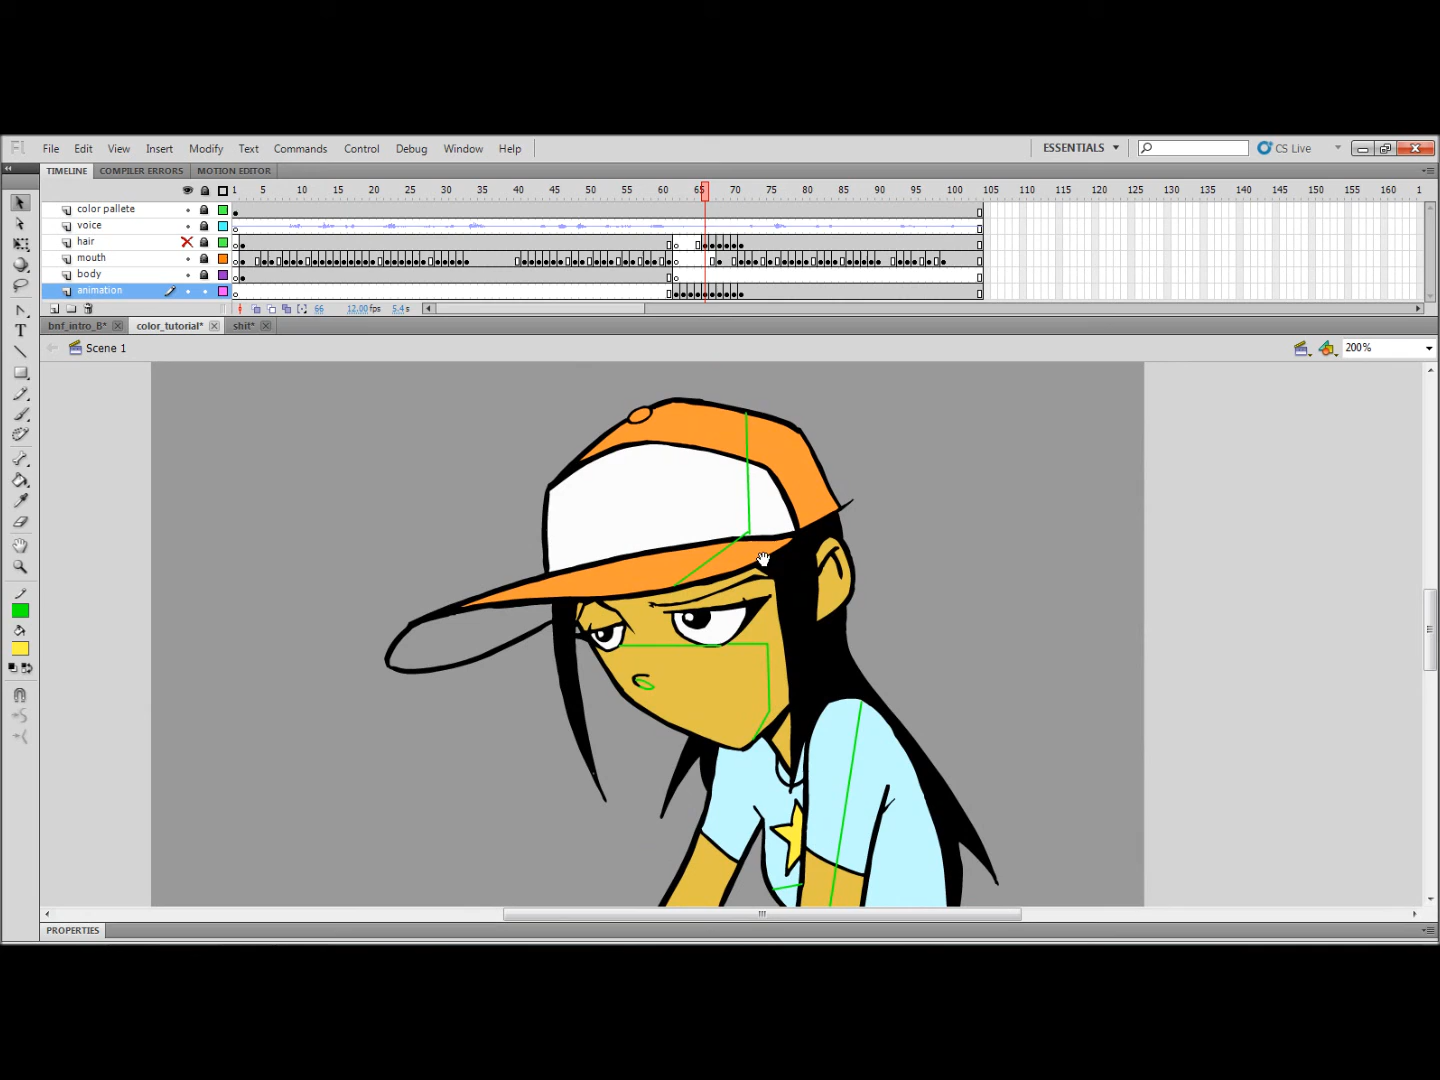 Fl File Edit View Insert Modify Text Commands Control Debug Window Help ESSENTIALS CS Live
TIMELINE COMPILER ERRORS MOTION EDITOR
1 5 10 15 20 25 30 35 40 45 50 55 60 65 70 75 80 85 90 95 100 105 110 115 120 125 130 135 140 145 150 155 160 1
color pallete
voice
hair
mouth
body
animation
66 12.00 fps 5.4 s
bnf_intro_B* color_tutorial* shit*
Scene 1 200%
PROPERTIES